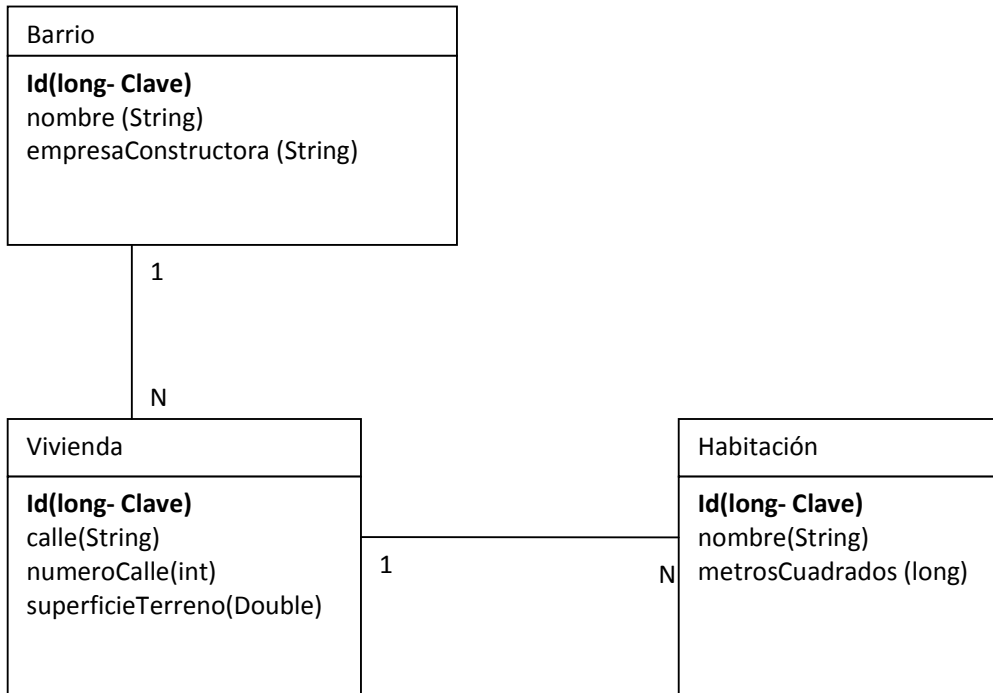 Barrio
Id(long- Clave)
nombre (String)
empresaConstructora (String)
1
N
Vivienda
Id(long- Clave)
calle(String)
numeroCalle(int)
superficieTerreno(Double)
1
N
Habitación
Id(long- Clave)
nombre(String)
metrosCuadrados (long)